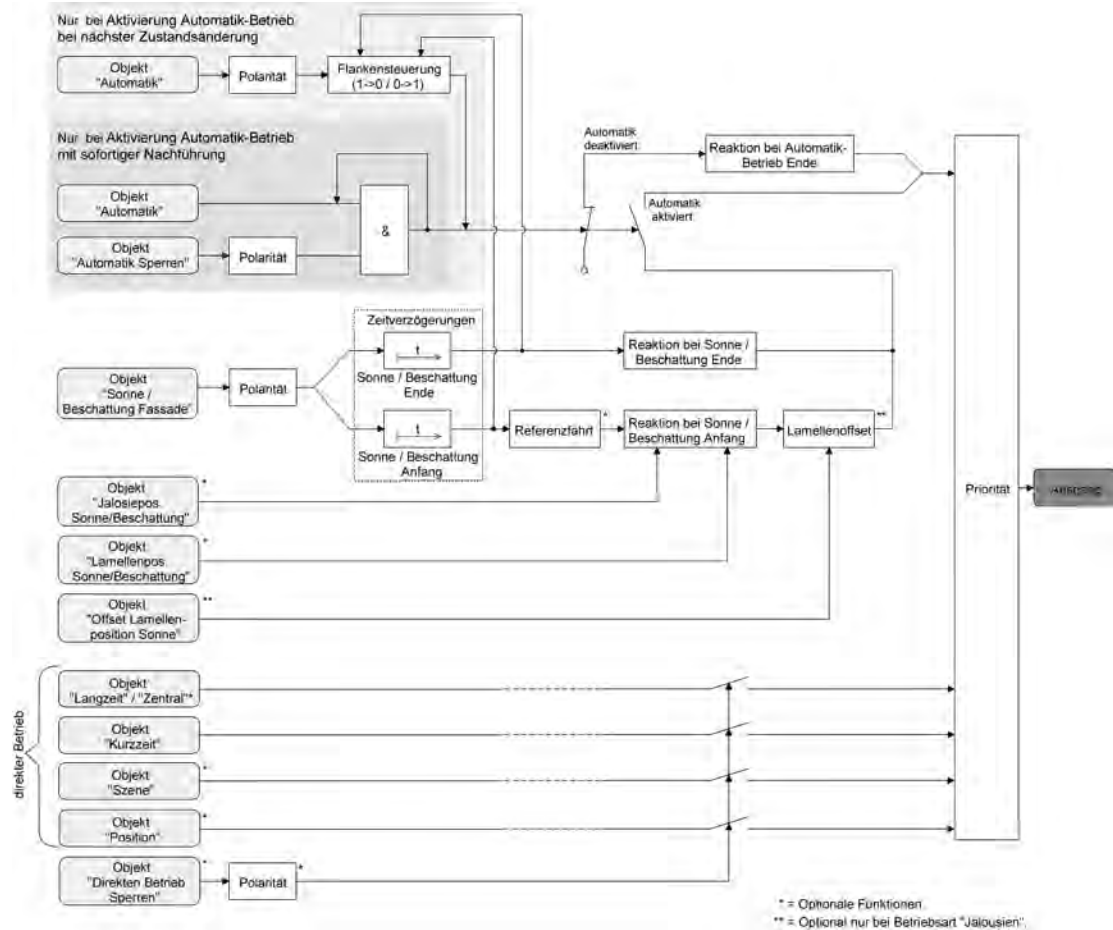 Nur bei Aktivierung Automatik-Betrieb
bei nächster Zustandsänderung
Objekt
"Automatik"
Polarität
Flankensteuerung
(1->0 / 0->1)
Nur bei Aktivierung Automatik-Betrieb
mit sofortiger Nachführung
Objekt
"Automatik"
Objekt
"Automatik Sperren"
Polarität
&
Automatik
deaktiviert
Reaktion bei Automatik-
Betrieb Ende
Automatik
aktiviert
Zeitverzögerungen
t
Sonne / Beschattung
Ende
Reaktion bei Sonne /
Beschattung Ende
Objekt
"Sonne /
Beschattung Fassade"
Polarität
t
Sonne / Beschattung
Anfang
Referenzfahrt
*
Reaktion bei Sonne /
Beschattung Anfang
Lamellenoffset
**
Objekt
"Jalosiepos.
Sonne/Beschattung"
*
Objekt
"Lamellenpos.
Sonne/Beschattung"
*
Objekt
"Offset Lamellen-
position Sonne"
**
Priorität
direkter Betrieb
Objekt
"Langzeit" / "Zentral"*
Objekt
"Kurzzeit"
Objekt
"Szene"
*
Objekt
"Position"
*
Objekt
"Direkten Betrieb
Sperren"
*
Polarität
*
* = Optionale Funktionen
** = Optional nur bei Betriebsart "Jalousien".